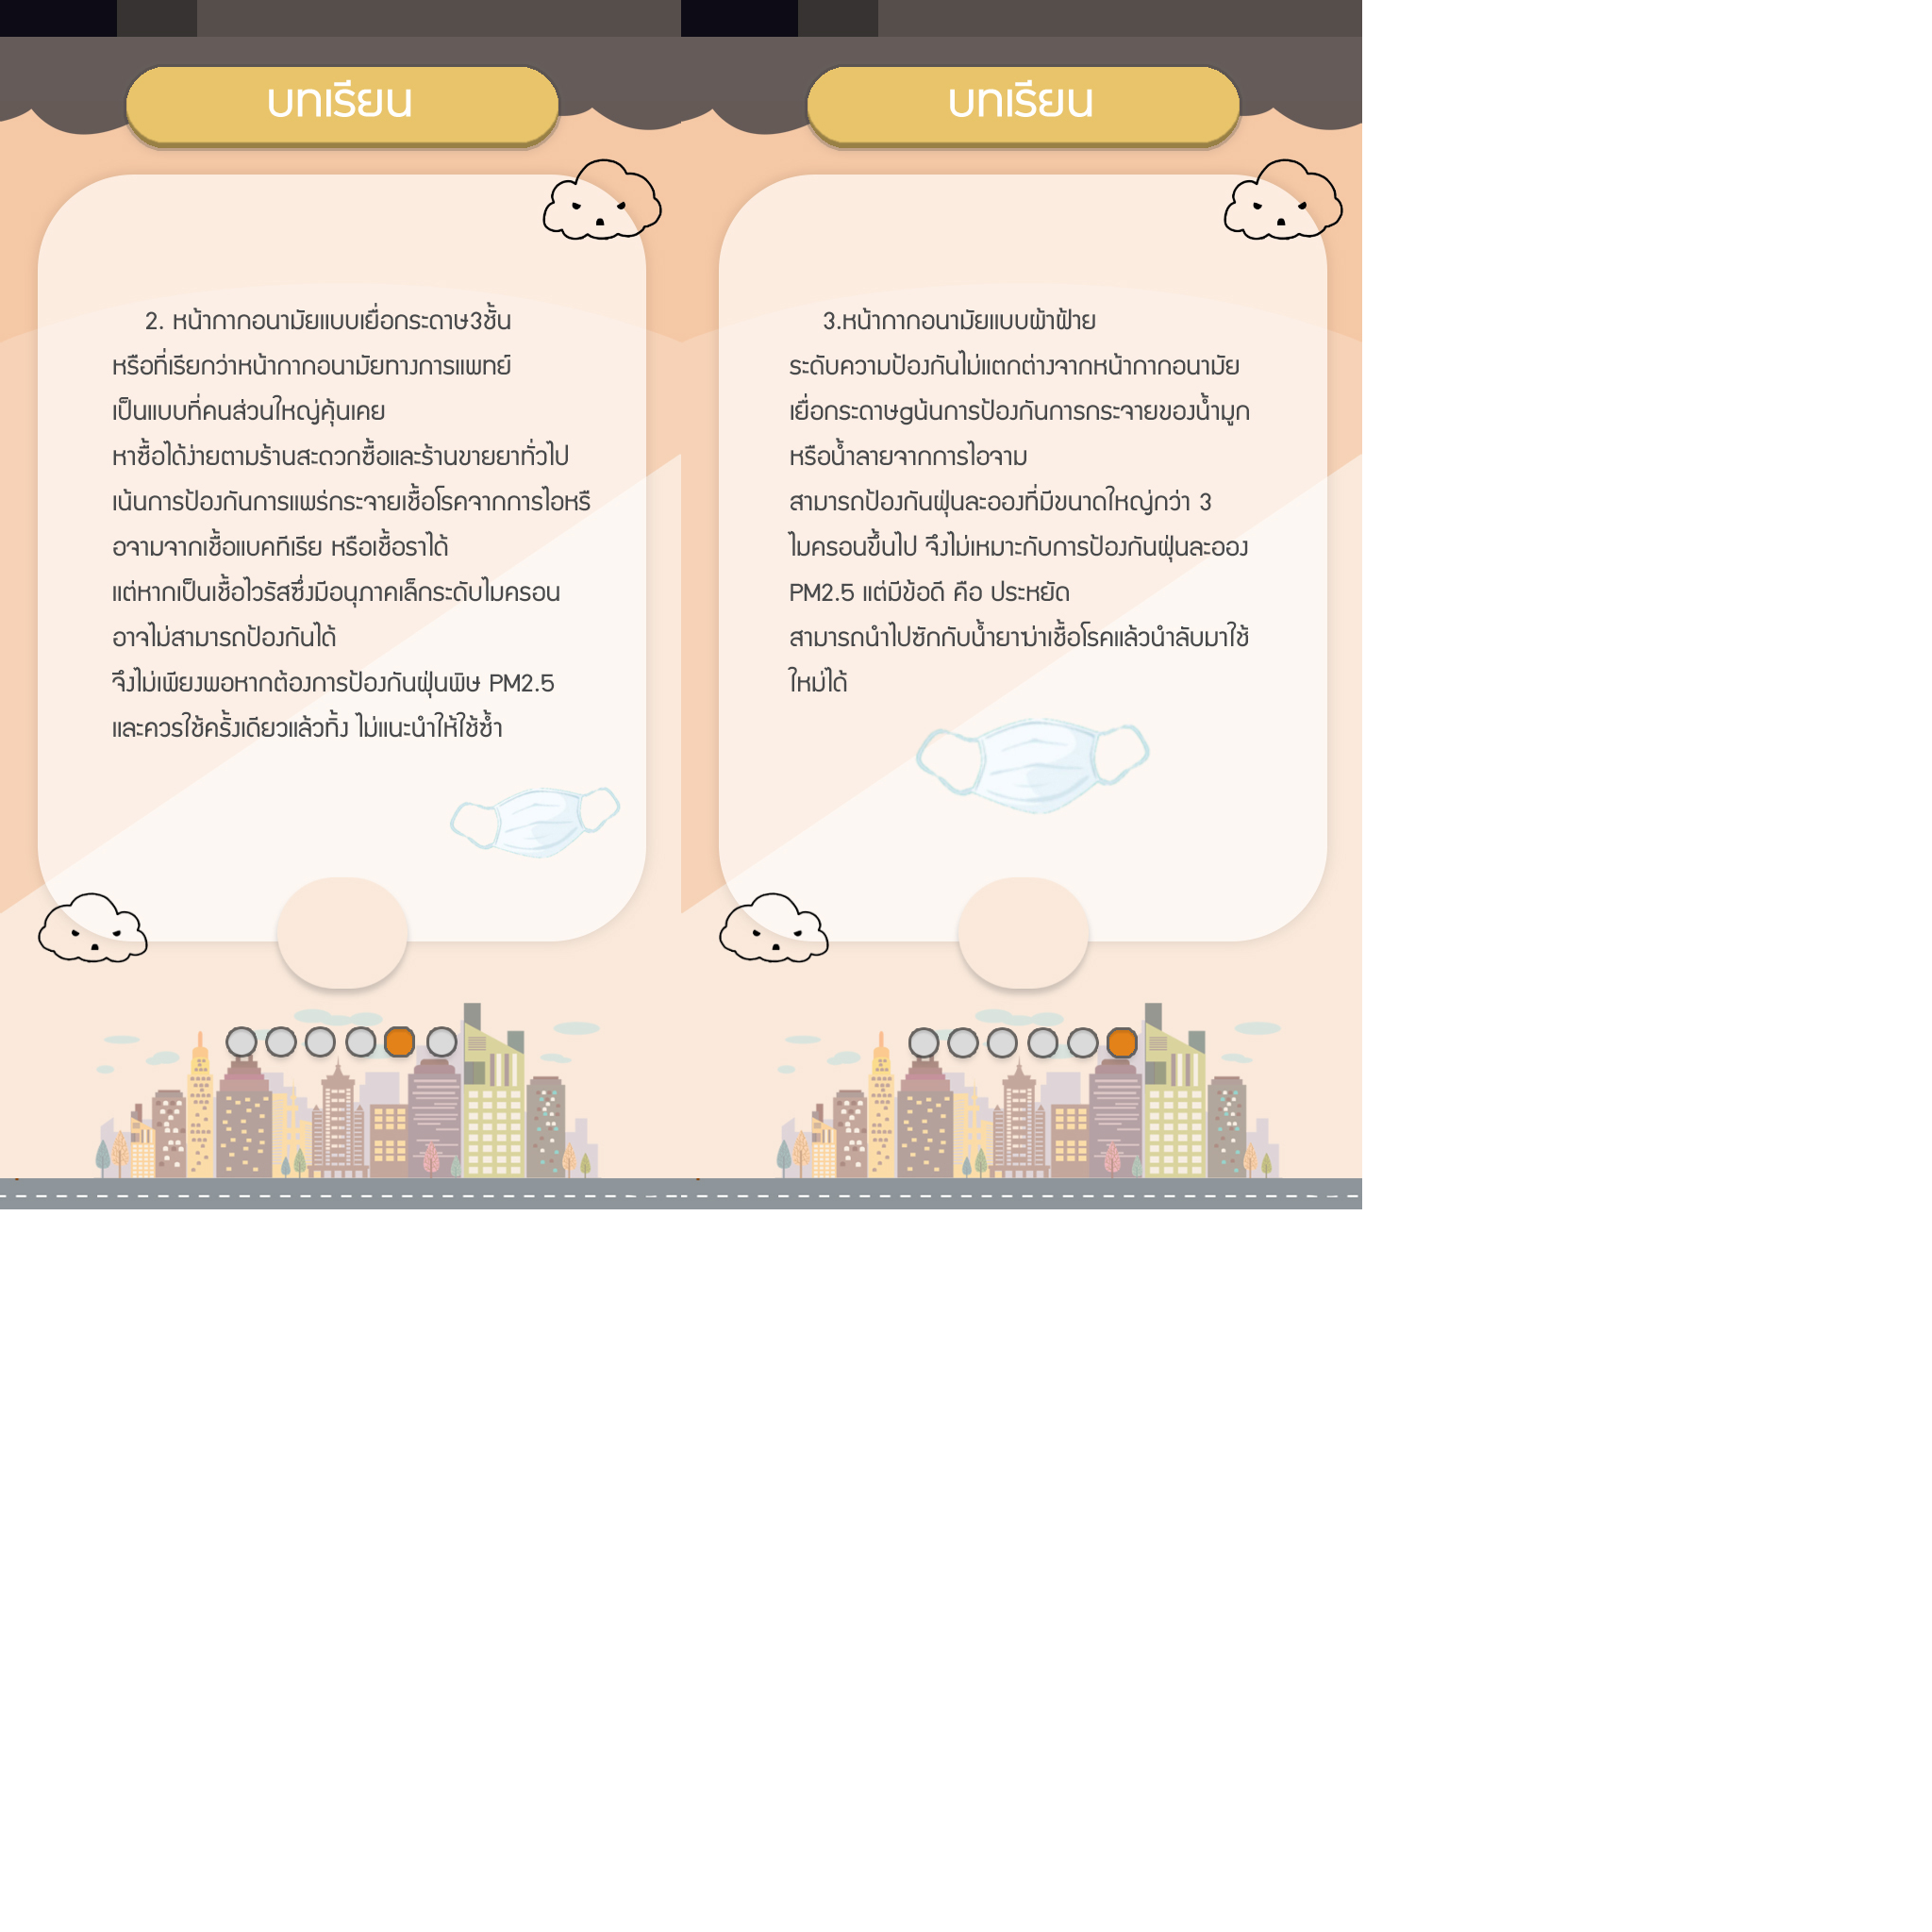 บทเรียน
2. หน้ากากอนามัยแบบเยื่อกระดาษ3ชั้น
หรือที่เรียกว่าหน้ากากอนามัยทางการแพทย์
เป็นแบบที่คนส่วนใหญ่คุ้นเคย
หาซื้อได้ง่ายตามร้านสะดวกซื้อและร้านขายยาทั่วไป
เน้นการป้องกันการแพร่กระจายเชื้อโรคจากการไอหรื
อจามจากเชื้อแบคทีเรีย หรือเชื้อราได้
แต่หากเป็นเชื้อไวรัสซึ่งมีอนุภาคเล็กระดับไมครอน
อาจไม่สามารถป้องกันได้
จึงไม่เพียงพอหากต้องการป้องกันฝุ่นพิษ PM2.5
และควรใช้ครั้งเดียวแล้วทิ้ง ไม่แนะนำให้ใช้ซ้ำ
บทเรียน
3.หน้ากากอนามัยแบบผ้าฝ้าย
ระดับความป้องกันไม่แตกต่างจากหน้ากากอนามัย
เยื่อกระดาษgน้นการป้องกันการกระจายของน้ำมูก
หรือน้ำลายจากการไอจาม
สามารถป้องกันฝุ่นละอองที่มีขนาดใหญ่กว่า 3
ไมครอนขึ้นไป จึงไม่เหมาะกับการป้องกันฝุ่นละออง
PM2.5 แต่มีข้อดี คือ ประหยัด
สามารถนำไปซักกับน้ำยาฆ่าเชื้อโรคแล้วนำลับมาใช้
ใหม่ได้